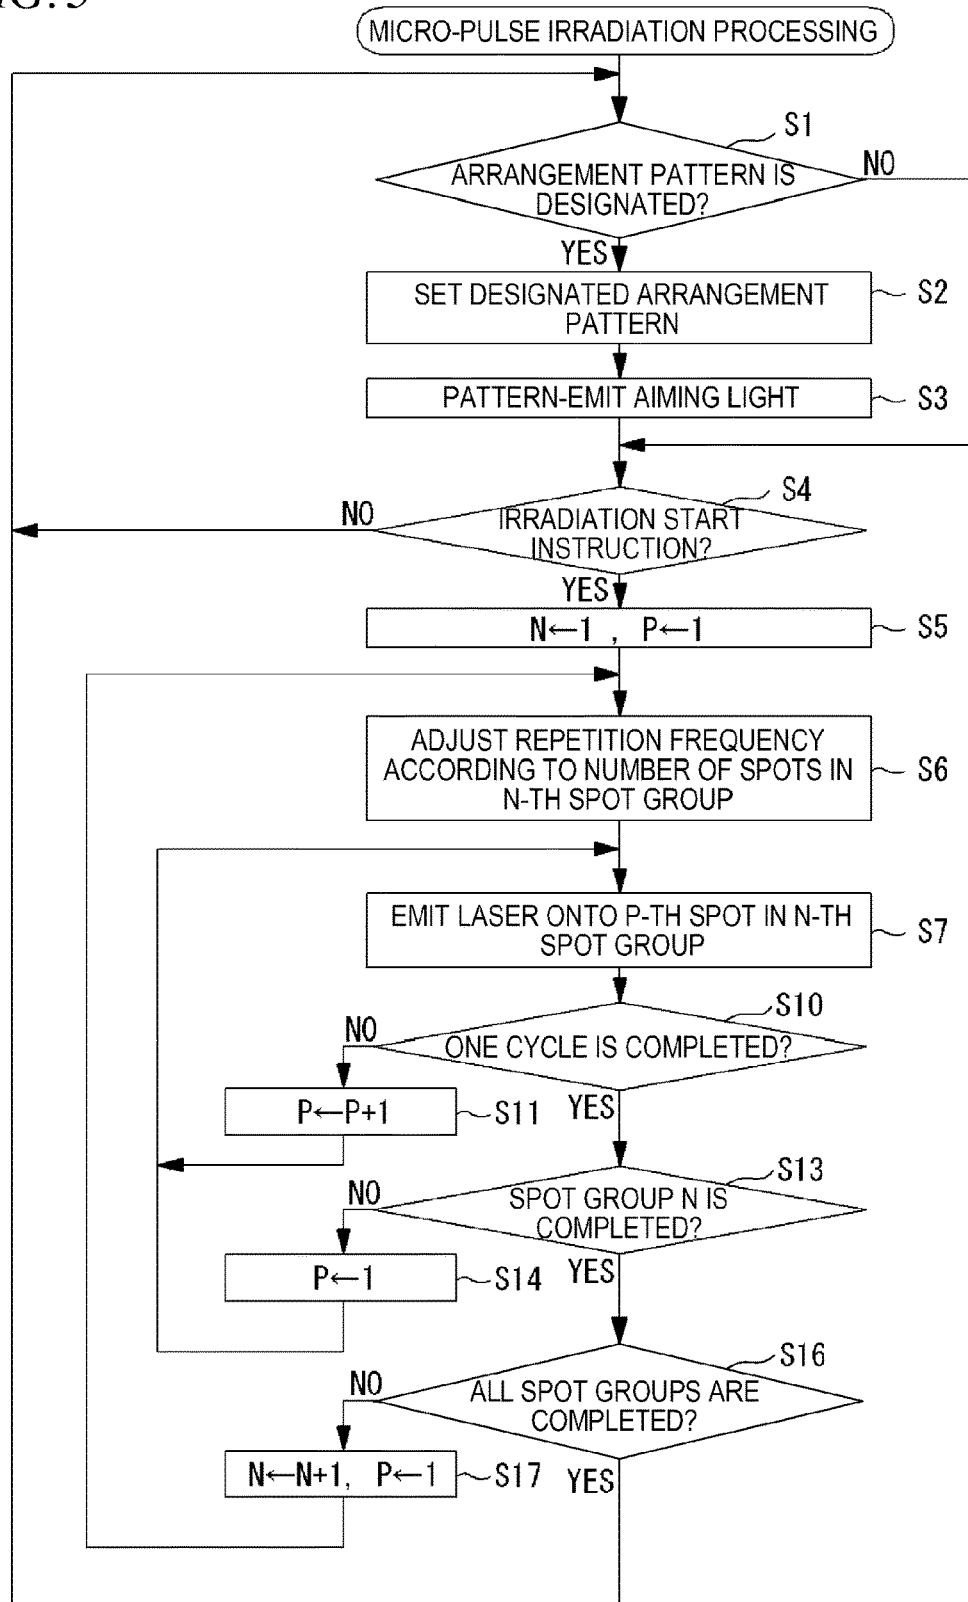 MICRO-PULSE IRRADIATION PROCESSING
S1
NO
ARRANGEMENT PATTERN IS
DESIGNATED?
YES
SET DESIGNATED ARRANGEMENT
PATTERN
S2
PATTERN-EMIT AIMING LIGHT
S3
S4
NO
IRRADIATION START
INSTRUCTION?
YES
N←1 , P←1
S5
ADJUST REPETITION FREQUENCY
ACCORDING TO NUMBER OF SPOTS IN
N-TH SPOT GROUP
S6
EMIT LASER ONTO P-TH SPOT IN N-TH
SPOT GROUP
S7
S10
NO
ONE CYCLE IS COMPLETED?
P←P+1
S11
YES
S13
NO
SPOT GROUP N IS
COMPLETED?
P←1
S14
YES
S16
NO
ALL SPOT GROUPS ARE
COMPLETED?
N←N+1, P←1
S17
YES